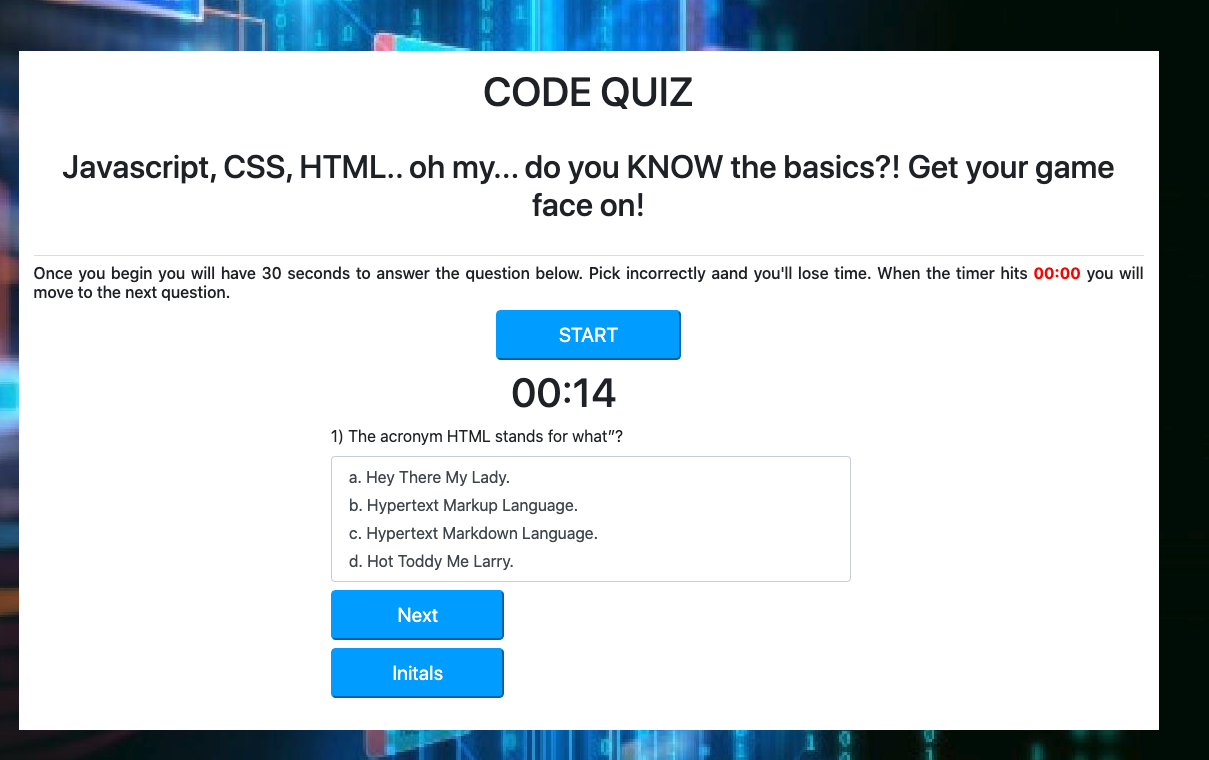 CODE QUIZ
Javascript, CSS, HTML.. oh my... do you KNOW the basics?! Get your game
face on!
Once you begin you will have 30 seconds to answer the question below. Pick incorrectly aand you'll lose time. When the timer hits 00:00 you will
move to the next question.
START
00:14
1) The acronym HTML stands for what”?
a. Hey There My Lady.
b. Hypertext Markup Language.
c. Hypertext Markdown Language.
d. Hot Toddy Me Larry.
Next
Initals